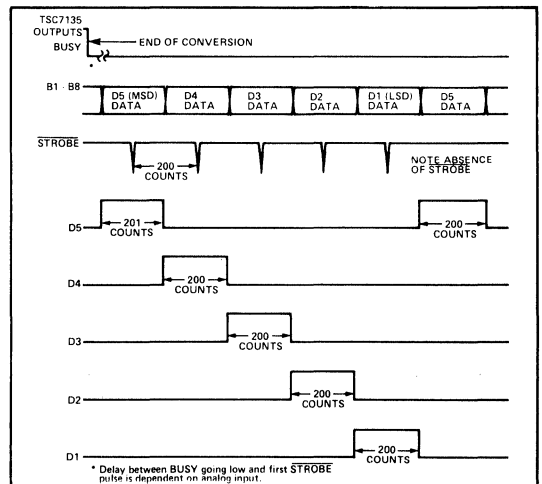 TSC7135
OUTPUTS
BUSY
END OF CONVERSION
*
B1 - B8
D5 (MSD)
DATA
D4
DATA
D3
DATA
D2
DATA
D1 (LSD)
DATA
D5
DATA
STROBE
200
COUNTS
NOTE ABSENCE
OF STROBE
D5
201
COUNTS
200
COUNTS
D4
200
COUNTS
D3
200
COUNTS
D2
200
COUNTS
D1
200
COUNTS
* Delay between BUSY going low and first STROBE
pulse is dependent on analog input.